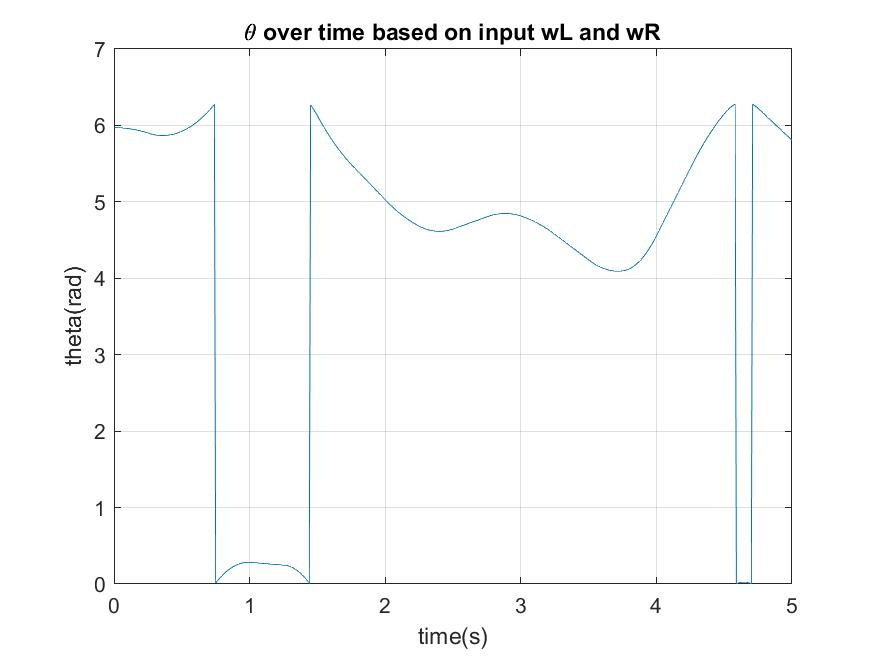 θ over time based on input wL and wR
7
6
5
4
3
2
1
0
theta(rad)
0 1 2 3 4 5
time(s)